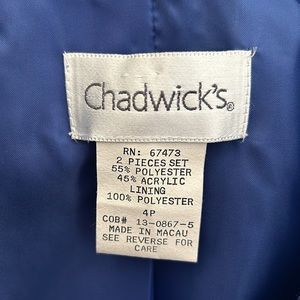 Chadwick's®
RN: 67473
2 PIECES SET
55% POLYESTER
45% ACRYLIC
LINING
100% POLYESTER
4P
COB# 13-0867-5
MADE IN MACAU
SEE REVERSE FOR
CARE